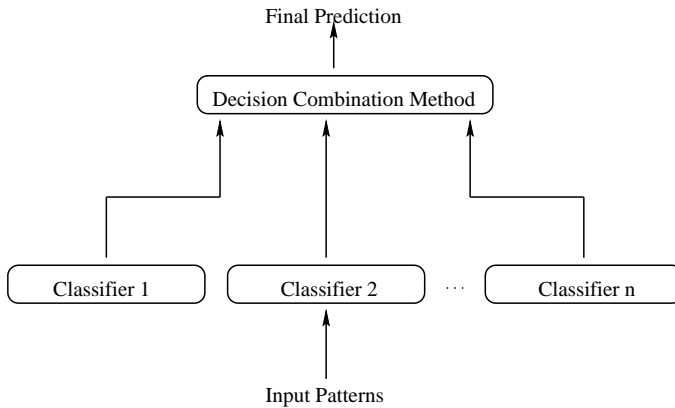 Final Prediction
Decision Combination Method
Classifier 1
Classifier 2
...
Classifier n
Input Patterns